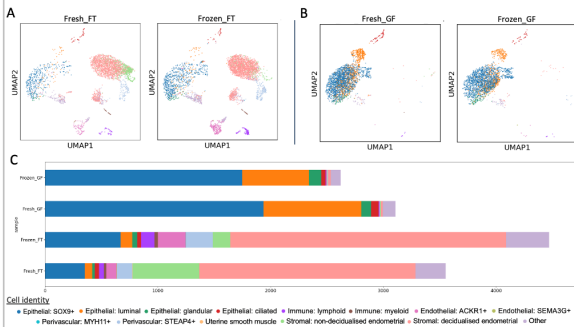 A
Fresh_FT
Frozen_FT
UMAP2
UMAP1
UMAP2
UMAP1
B
Fresh_GF
Frozen_GF
UMAP2
UMAP1
UMAP2
UMAP1
C
Frozen_GF
Fresh_GF
Frozen_FT
Fresh_FT
sample
0
1000
2000
3000
4000
Cell identity
Epithelial: SOX9+ Epithelial: luminal Epithelial: glandular Epithelial: ciliated Immune: lymphoid Immune: myeloid Endothelial: ACKR1+ Endothelial: SEMA3G+
Perivascular: MYH11+ Perivascular: STEAP4+ Uterine smooth muscle Stromal: non-decidualised endometrial Stromal: decidualised endometrial Other